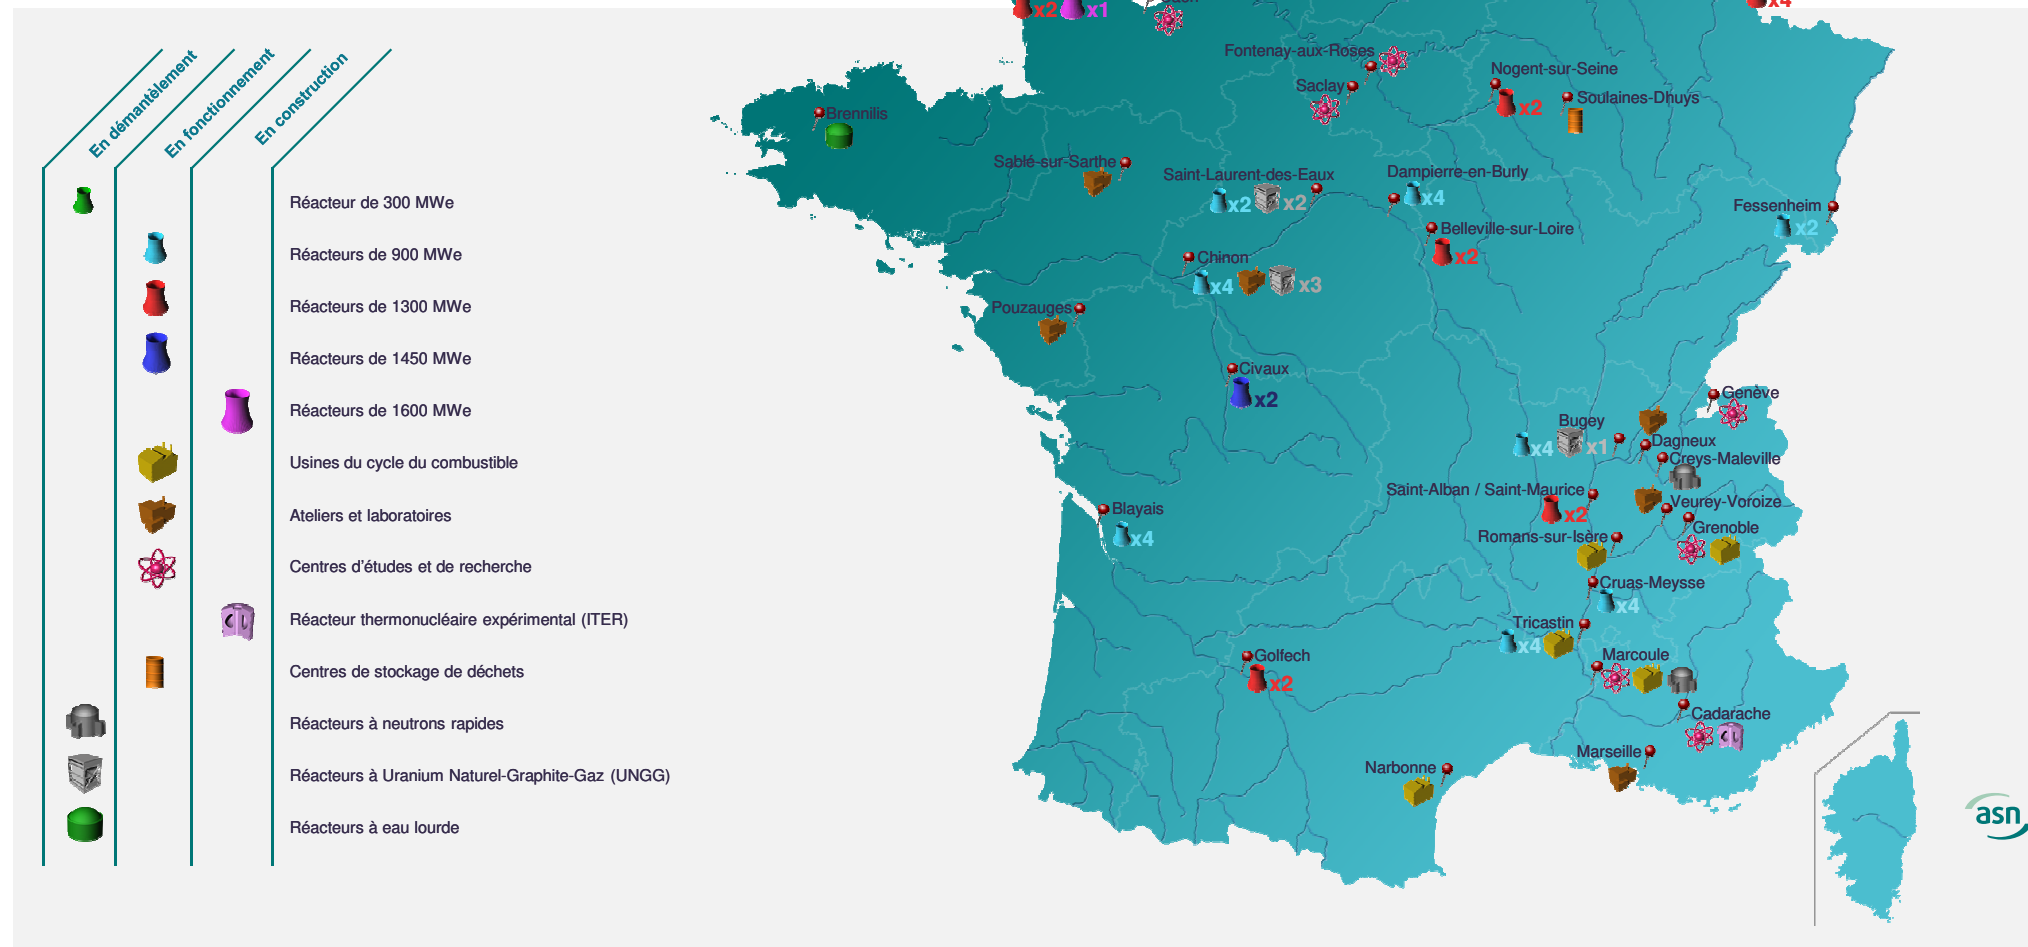 x2
x1
x4
En démantèlement
En fonctionnement
En construction
Réacteur de 300 MWe
Réacteurs de 900 MWe
Réacteurs de 1300 MWe
Réacteurs de 1450 MWe
Réacteurs de 1600 MWe
Usines du cycle du combustible
Ateliers et laboratoires
Centres d'études et de recherche
Réacteur thermonucléaire expérimental (ITER)
Centres de stockage de déchets
Réacteurs à neutrons rapides
Réacteurs à Uranium Naturel-Graphite-Gaz (UNGG)
Réacteurs à eau lourde
Fontenay-aux-Roses
Nogent-sur-Seine
x2
Saclay
Soulaines-Dhuys
Brennilis
Sablé-sur-Sarthe
Saint-Laurent-des-Eaux
x2
x2
Dampierre-en-Burly
x4
Fessenheim
x2
Belleville-sur-Loire
x2
Chinon
x4
x3
Pouzauges
Civaux
x2
Genève
Bugey
x4
x1
Dagneux
Creys-Maleville
Saint-Alban / Saint-Maurice
x2
Veurey-Voroize
Blayais
x4
Grenoble
Romans-sur-Isère
Cruas-Meysse
x4
Tricastin
x4
Golfech
x2
Marcoule
Cadarache
Marseille
Narbonne
asn